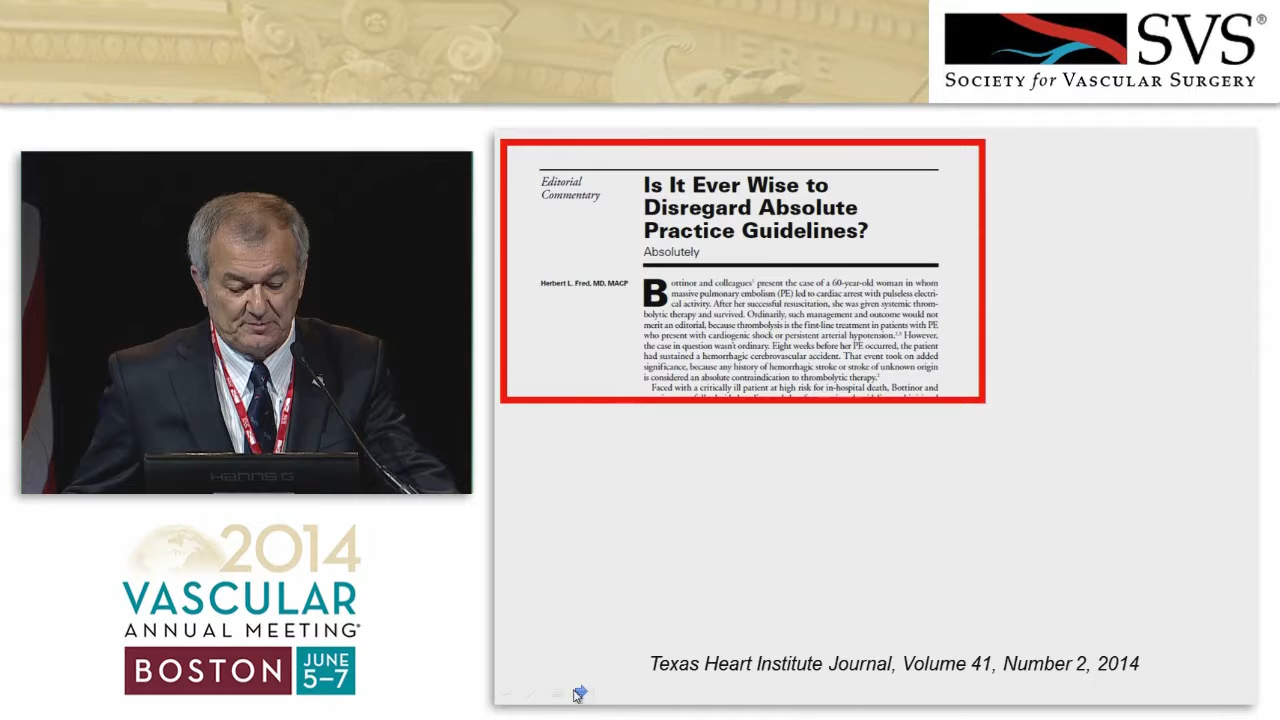 SVS®
SOCIETY for VASCULAR SURGERY
Editorial
Commentary
Is It Ever Wise to
Disregard Absolute
Practice Guidelines?
Absolutely
Herbert L. Fred, MD, MACP
Bottinor and colleagues¹ present the case of a 60-year-old woman in whom
massive pulmonary embolism (PE) led to cardiac arrest with pulseless electri-
cal activity. After her successful resuscitation, she was given systemic throm-
bolytic therapy and survived. Ordinarily, such management and outcome would not
merit an editorial, because thrombolysis is the first-line treatment in patients with PE
who present with cardiogenic shock or persistent arterial hypotension.²,³ However,
the case in question wasn't ordinary. Eight weeks before her PE occurred, the patient
had sustained a hemorrhagic cerebrovascular accident. That event took on added
significance, because any history of hemorrhagic stroke or stroke of unknown origin
is considered an absolute contraindication to thrombolytic therapy.²
Faced with a critically ill patient at high risk for in-hospital death, Bottinor and
HANNS-G
2014
VASCULAR
ANNUAL MEETING®
BOSTON
JUNE
5–7
Texas Heart Institute Journal, Volume 41, Number 2, 2014